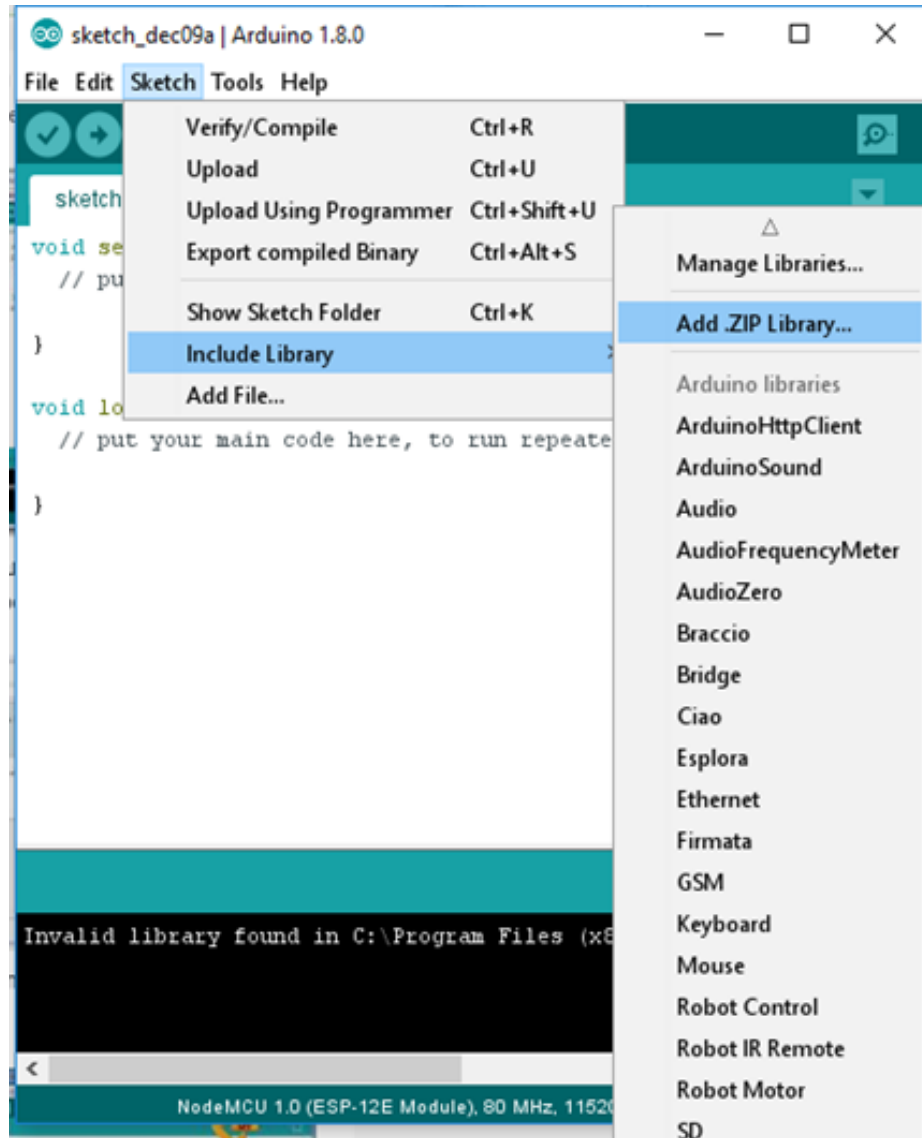 sketch_dec09a | Arduino 1.8.0
File Edit Sketch Tools Help
Verify/Compile Ctrl+R
Upload Ctrl+U
Upload Using Programmer Ctrl+Shift+U
Export compiled Binary Ctrl+Alt+S
Show Sketch Folder Ctrl+K
Include Library
Add File...
Manage Libraries...
Add .ZIP Library...
Arduino libraries
ArduinoHttpClient
ArduinoSound
Audio
AudioFrequencyMeter
AudioZero
Braccio
Bridge
Ciao
Esplora
Ethernet
Firmata
GSM
Keyboard
Mouse
Robot Control
Robot IR Remote
Robot Motor
SD
sketch
void se
// pu
}
void lo
// put your main code here, to run repeate
}
Invalid library found in C:\Program Files (x8
NodeMCU 1.0 (ESP-12E Module), 80 MHz, 11520